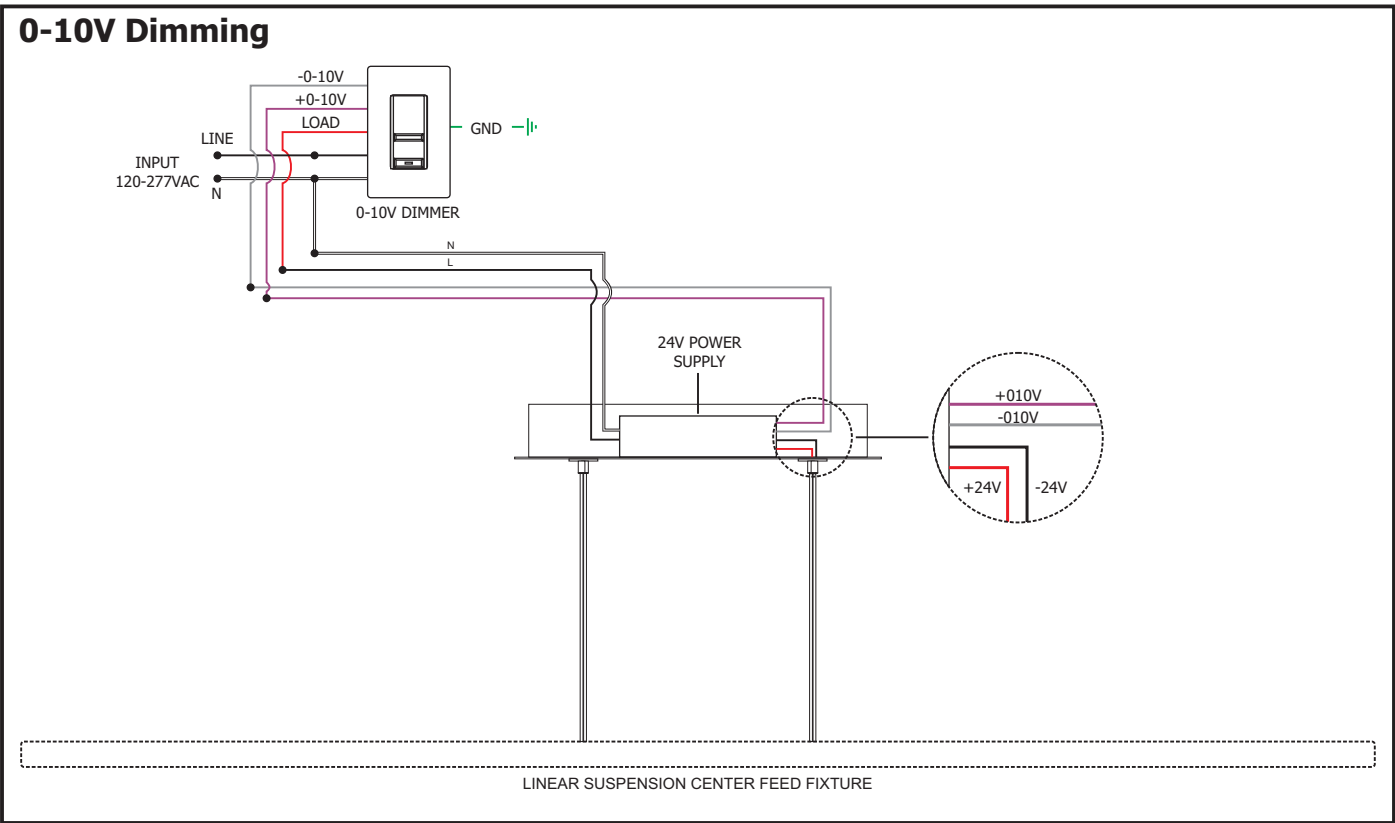 0-10V Dimming
-0-10V
+0-10V
LOAD
LINE
INPUT
120-277VAC
N
GND
0-10V DIMMER
N
L
24V POWER
SUPPLY
+010V
-010V
+24V
-24V
LINEAR SUSPENSION CENTER FEED FIXTURE